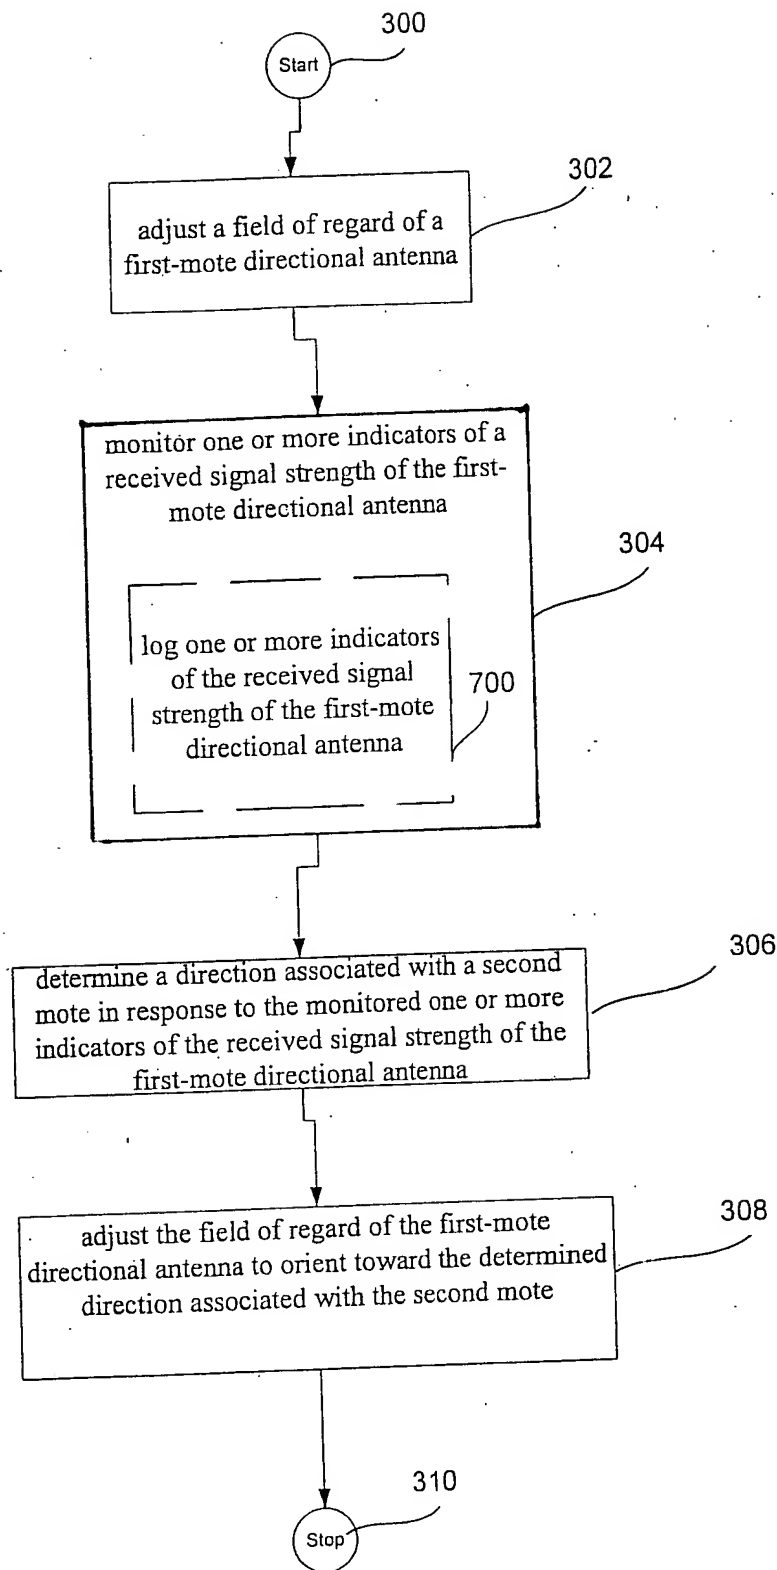 300
Start
302
adjust a field of regard of a
first-mote directional antenna
monitor one or more indicators of a
received signal strength of the first-
mote directional antenna
304
log one or more indicators
of the received signal
strength of the first-mote
directional antenna
700
306
determine a direction associated with a second
mote in response to the monitored one or more
indicators of the received signal strength of the
first-mote directional antenna
308
adjust the field of regard of the first-mote
directional antenna to orient toward the determined
direction associated with the second mote
310
Stop